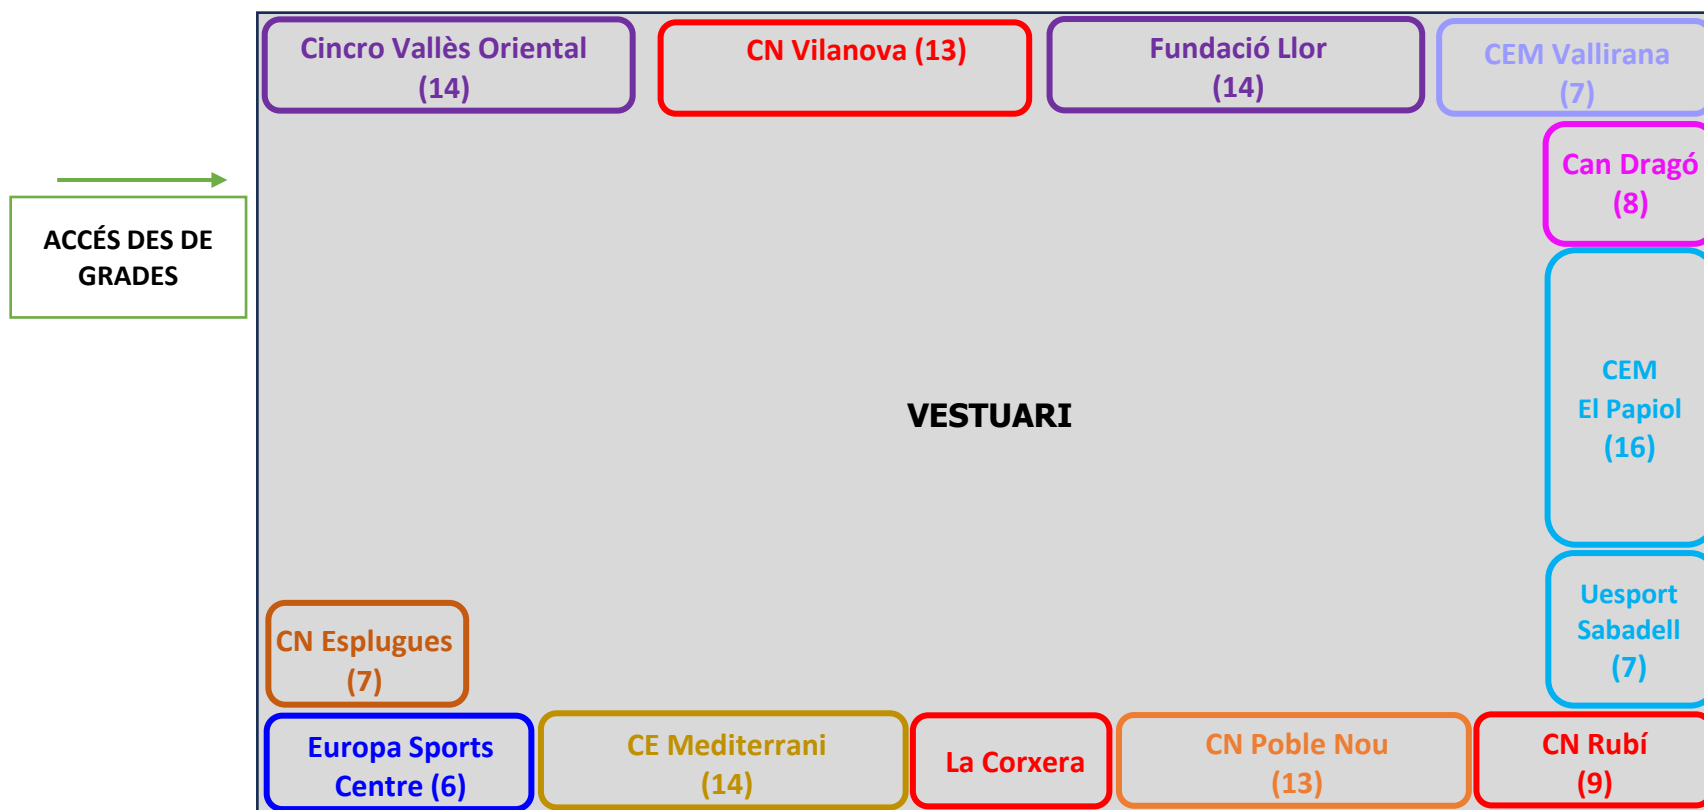 Cincro Vallès Oriental
(14)
CN Vilanova (13)
Fundació Llor
(14)
CEM Vallirana
(7)
Can Dragó
(8)
ACCÉS DES DE
GRADES
CEM
El Papiol
(16)
VESTUARI
Uesport
Sabadell
(7)
CN Esplugues
(7)
Europa Sports
Centre (6)
CE Mediterrani
(14)
La Corxera
CN Poble Nou
(13)
CN Rubí
(9)